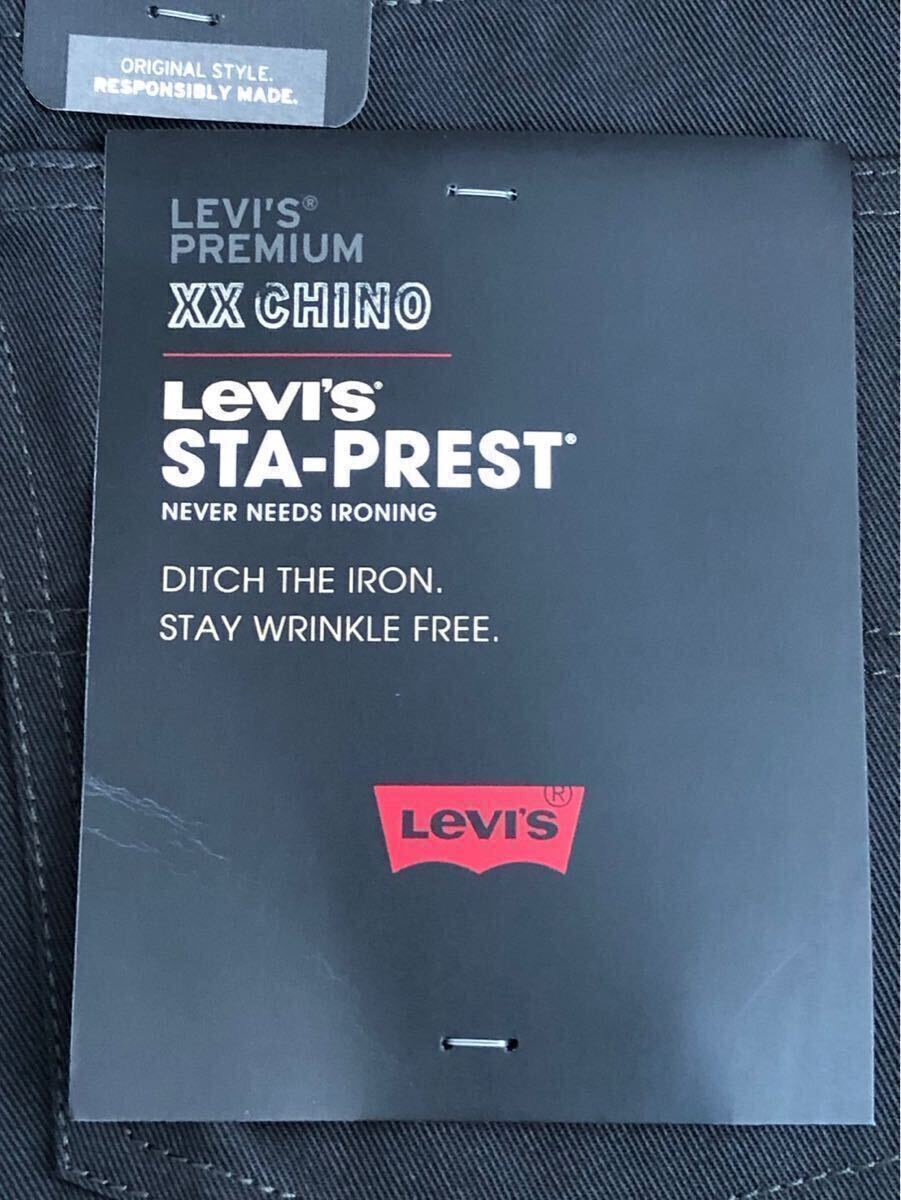 ORIGINAL STYLE.
RESPONSIBLY MADE.
LEVI'S®
PREMIUM
XX CHINO
LEVI'S®
STA-PREST®
NEVER NEEDS IRONING
DITCH THE IRON.
STAY WRINKLE FREE.
LEVI'S ®